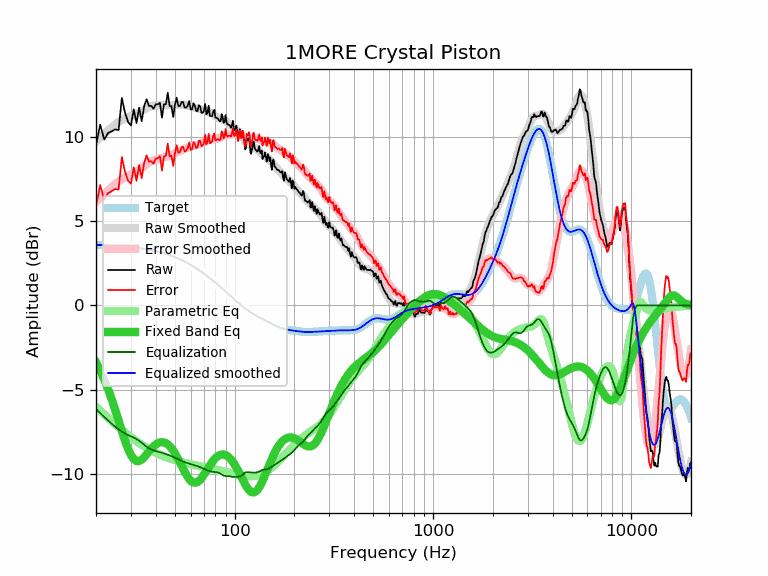 1MORE Crystal Piston
Amplitude (dBr)
10
5
0
−5
−10
Target
Raw Smoothed
Error Smoothed
Raw
Error
Parametric Eq
Fixed Band Eq
Equalization
Equalized smoothed
100 1000 10000
Frequency (Hz)